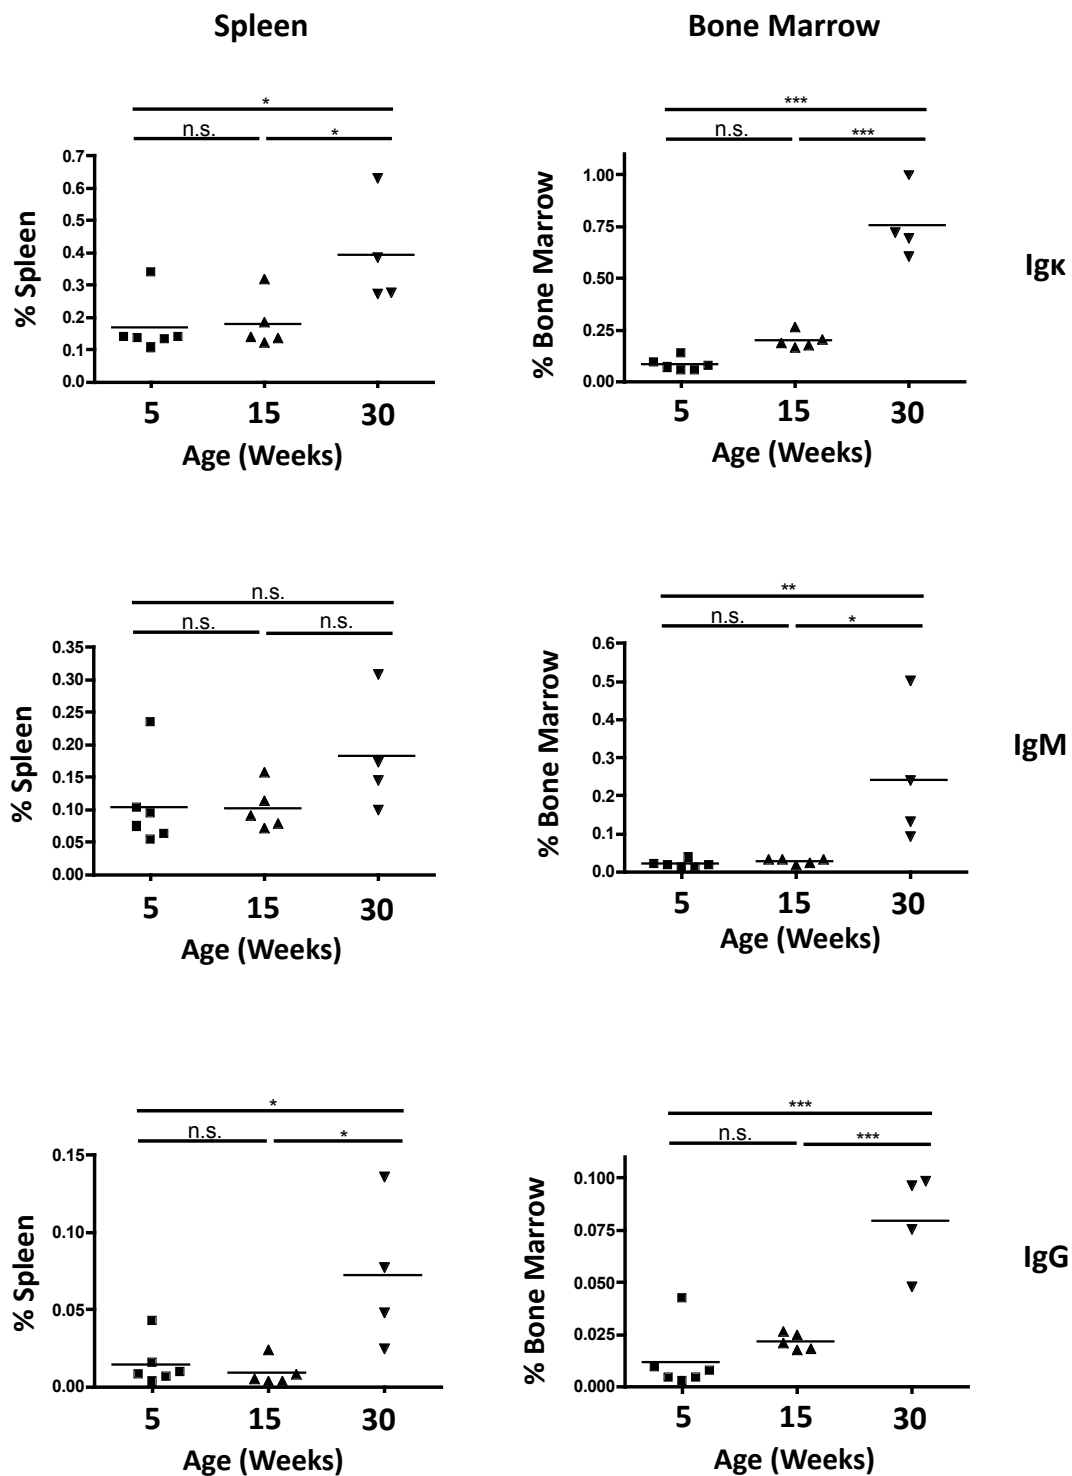 Spleen
Bone Marrow
*
n.s.
*
0.7
0.6
0.5
0.4
0.3
0.2
0.1
0.0
% Spleen
5
15
30
Age (Weeks)
***
n.s.
***
1.00
0.75
0.50
0.25
0.00
% Bone Marrow
5
15
30
Age (Weeks)
Igκ
n.s.
n.s.
n.s.
0.35
0.30
0.25
0.20
0.15
0.10
0.05
0.00
% Spleen
5
15
30
Age (Weeks)
**
n.s.
*
0.6
0.5
0.4
0.3
0.2
0.1
0.0
% Bone Marrow
5
15
30
Age (Weeks)
IgM
*
n.s.
*
0.15
0.10
0.05
0.00
% Spleen
5
15
30
Age (Weeks)
***
n.s.
***
0.100
0.075
0.050
0.025
0.000
% Bone Marrow
5
15
30
Age (Weeks)
IgG